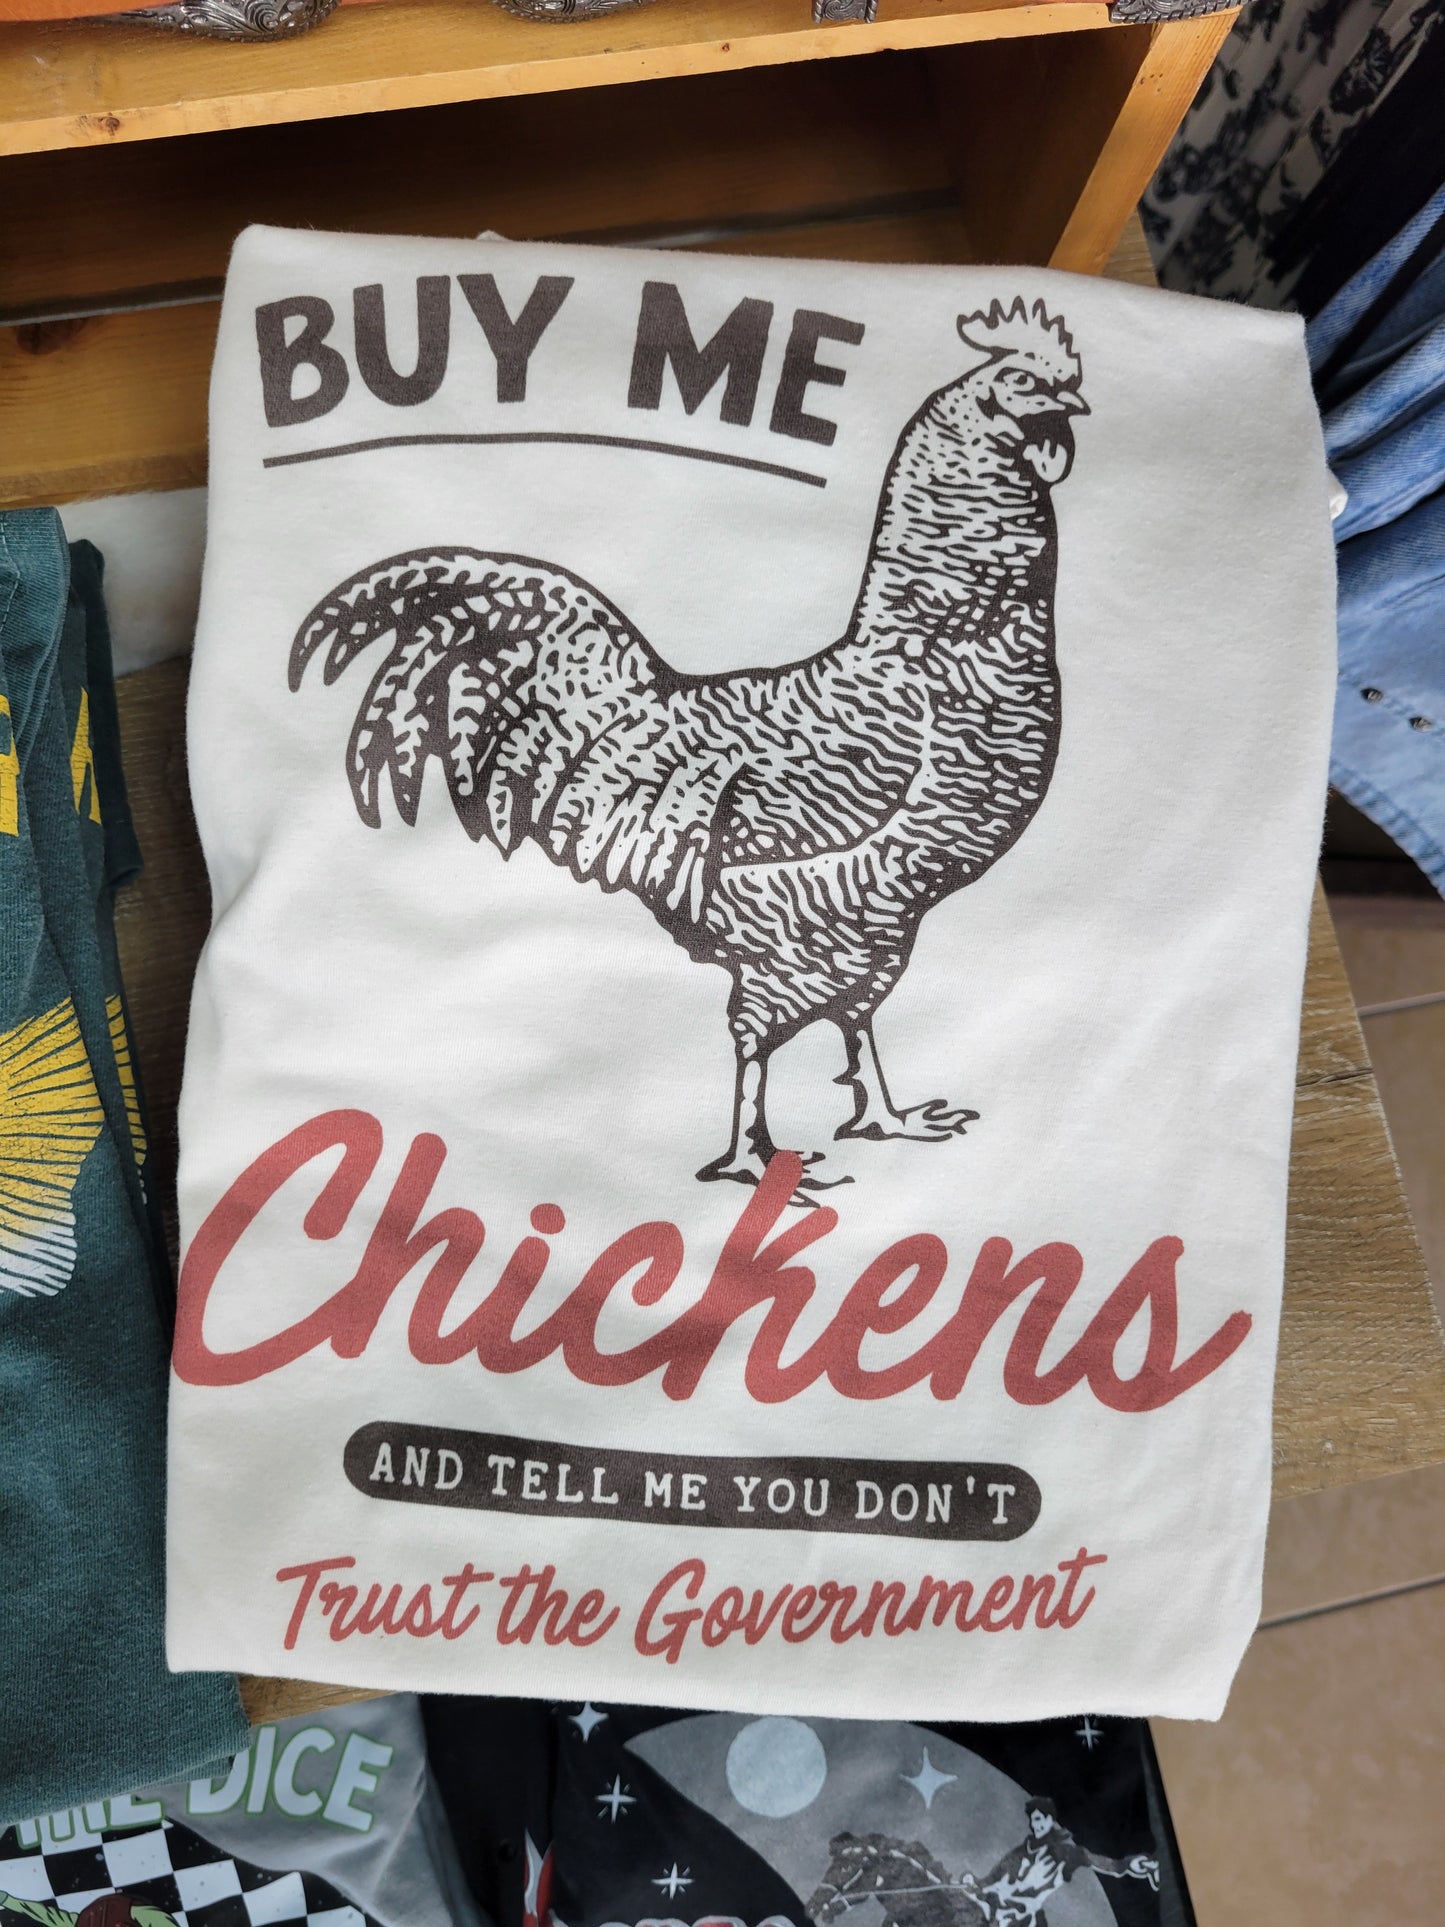 BUY ME
Chickens
AND TELL ME YOU DON'T
Trust the Government
DICE